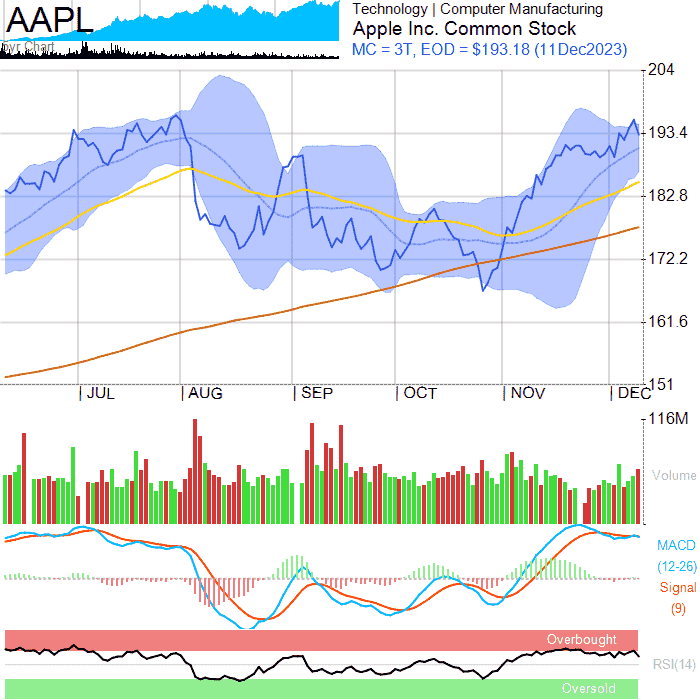 AAPL
pwr Chart
Technology | Computer Manufacturing
Apple Inc. Common Stock
MC = 3T, EOD = $193.18 (11Dec2023)
204
193.4
182.8
172.2
161.6
151
| JUL | AUG | SEP | OCT | NOV | DEC
116M
Volume
MACD
(12-26)
Signal
(9)
Overbought
RSI(14)
Oversold